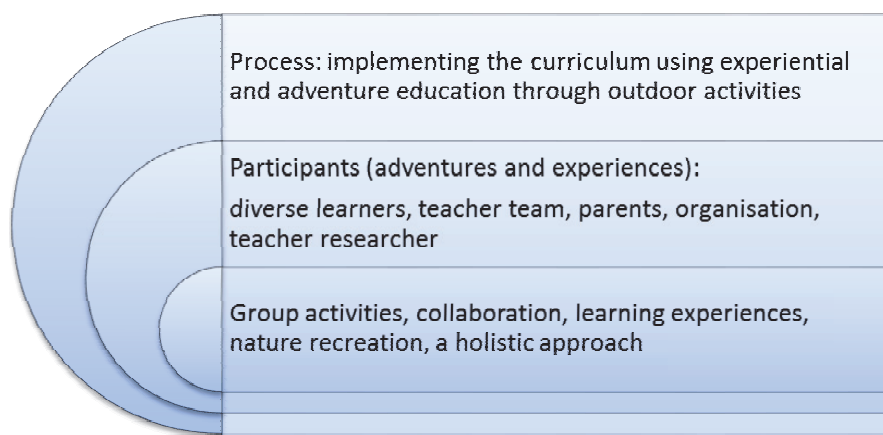 Process: implementing the curriculum using experiential
and adventure education through outdoor activities
Participants (adventures and experiences):
diverse learners, teacher team, parents, organisation,
teacher researcher
Group activities, collaboration, learning experiences,
nature recreation, a holistic approach